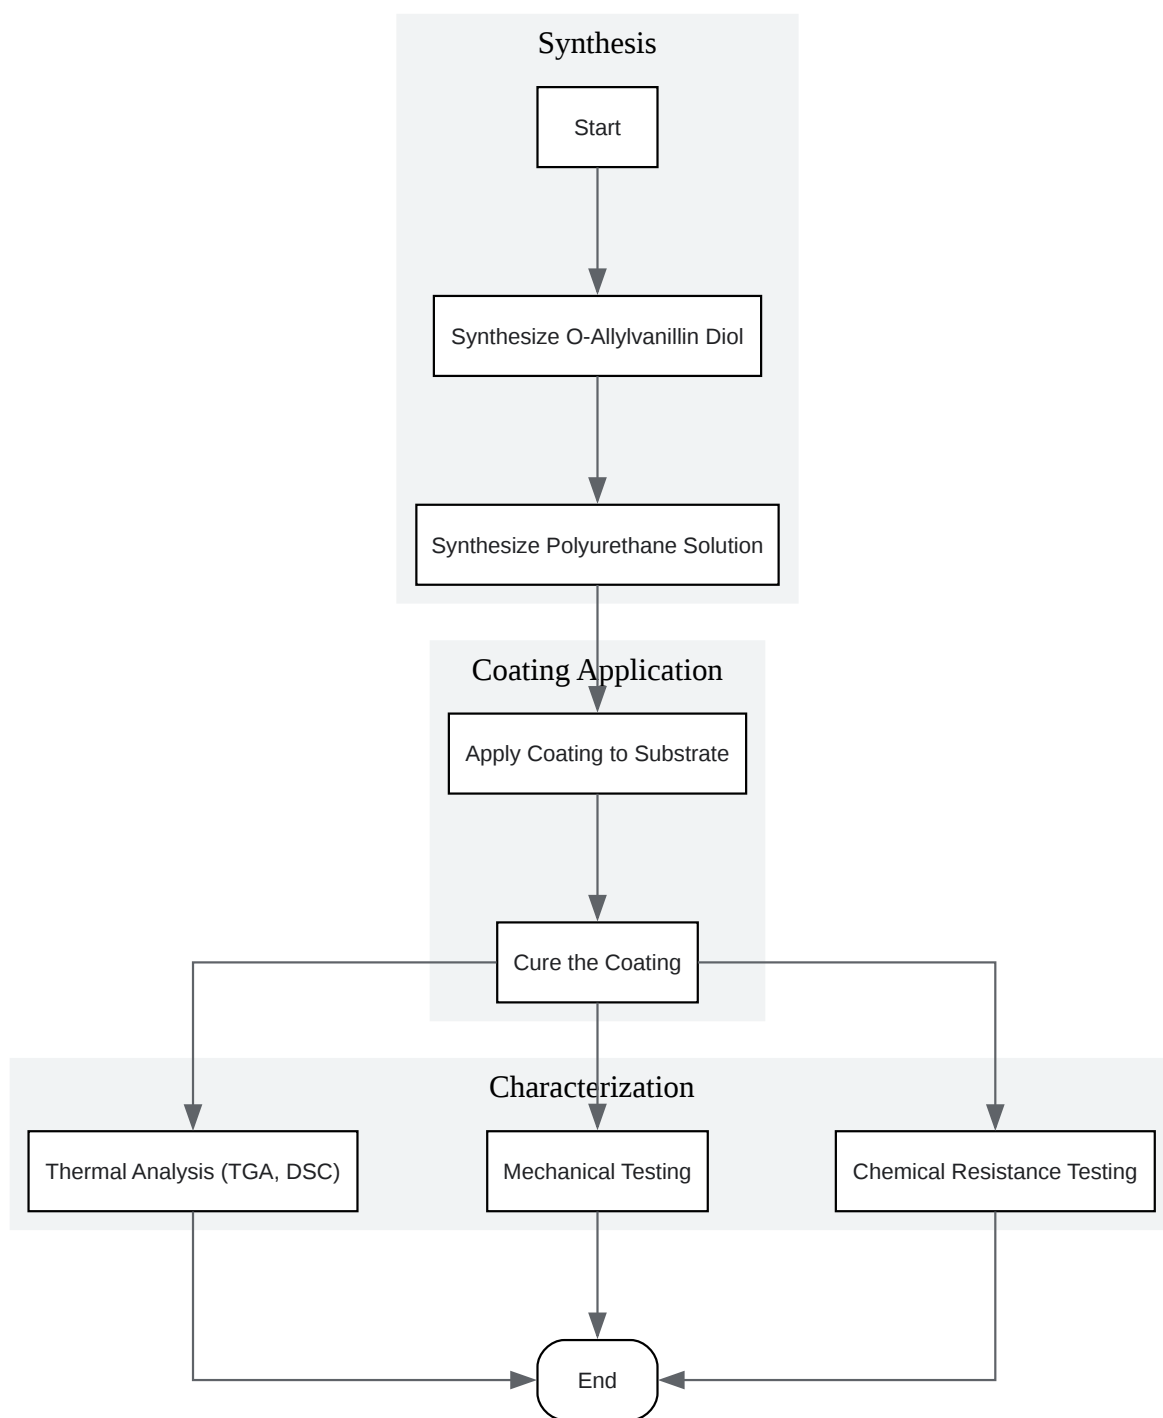 Synthesis
Start
Synthesize O-Allylvanillin Diol
Synthesize Polyurethane Solution
Coating Application
Apply Coating to Substrate
Cure the Coating
Characterization
Thermal Analysis (TGA, DSC)
Mechanical Testing
Chemical Resistance Testing
End